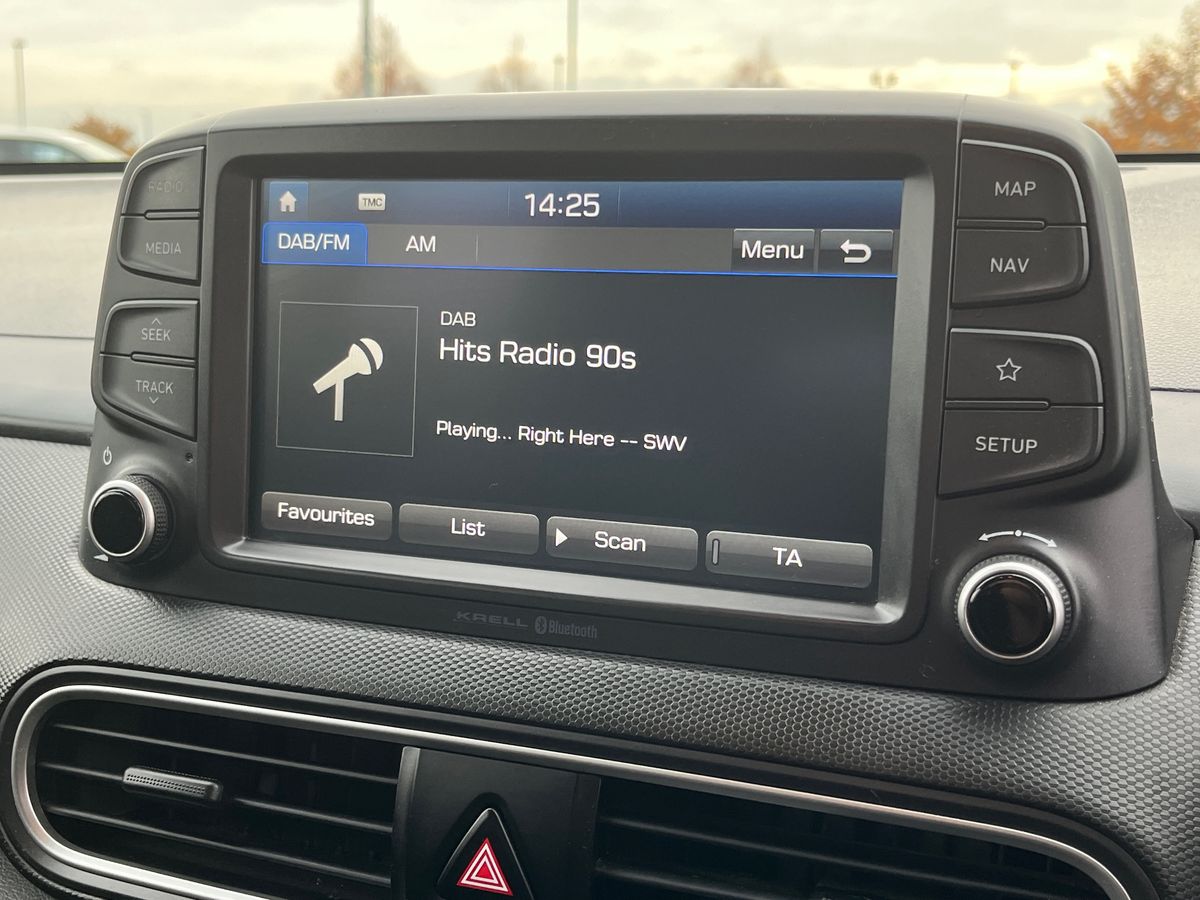 RADIO
MEDIA
SEEK
TRACK
TMC
14:25
DAB/FM
AM
Menu
DAB
Hits Radio 90s
Playing... Right Here -- SWV
Favourites
List
Scan
TA
MAP
NAV
SETUP
KRELL
Bluetooth